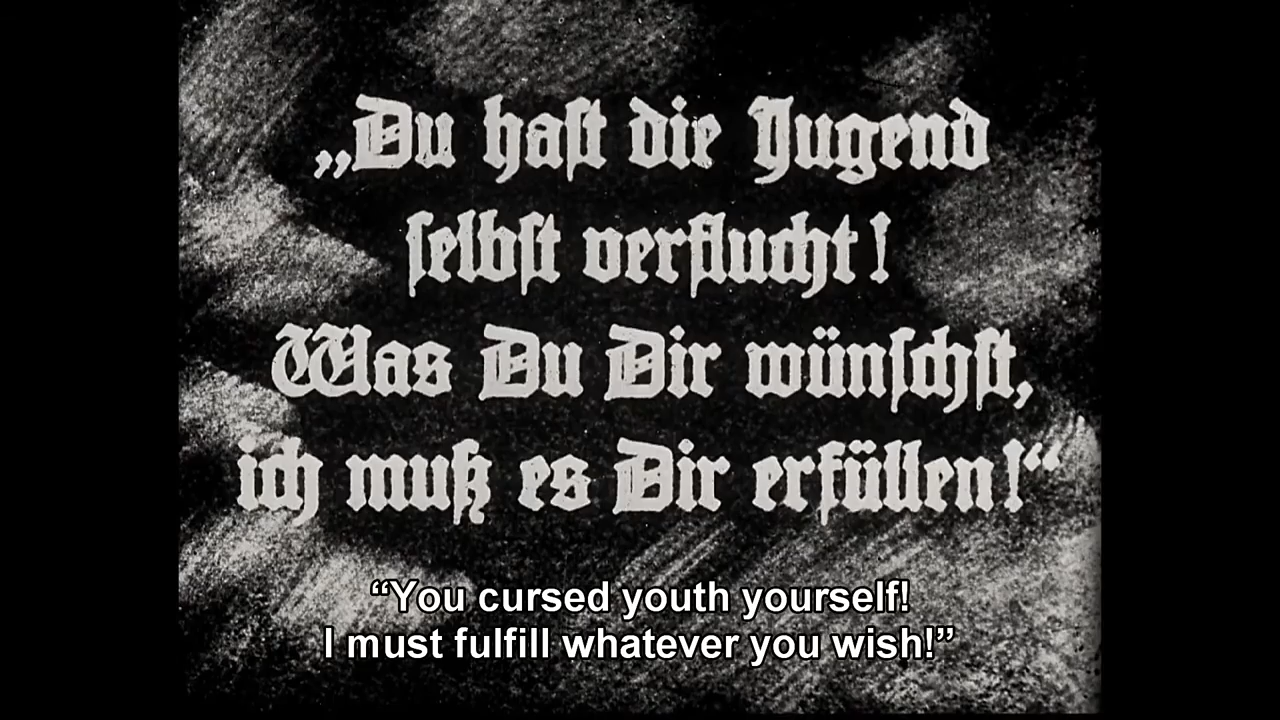 „Du hast die Jugend
selbst verflucht!
Was Du Dir wünschst,
ich muß es Dir erfüllen!“
“You cursed youth yourself!
I must fulfill whatever you wish!”